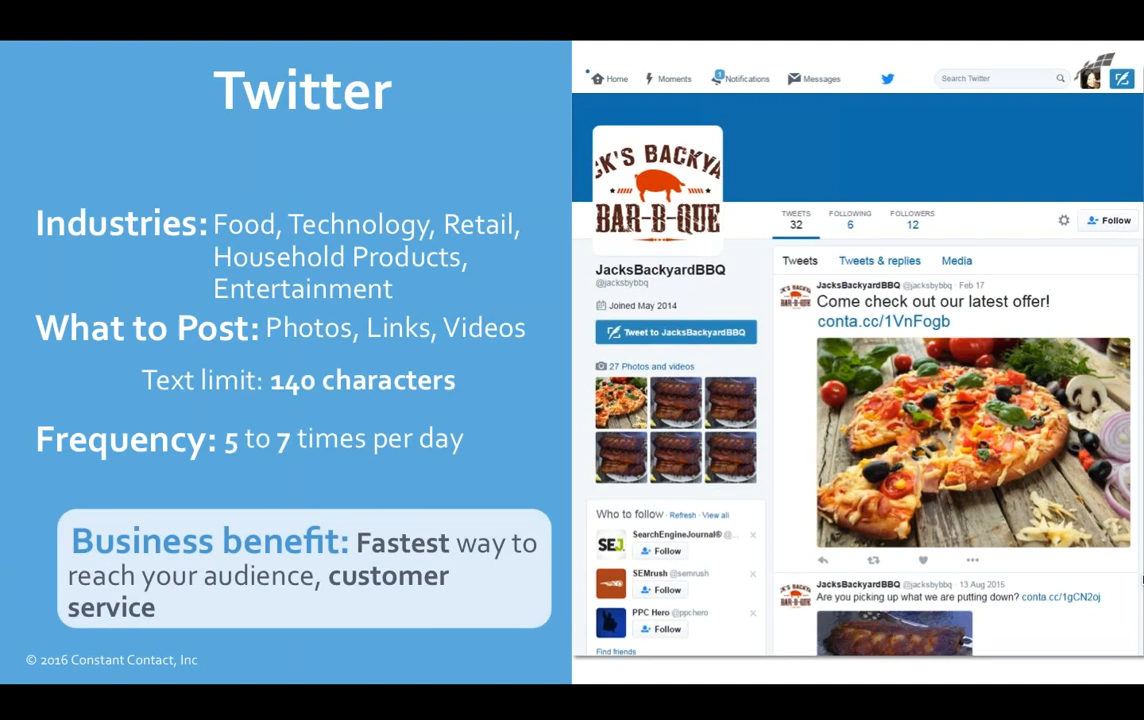 Twitter
Industries: Food, Technology, Retail,
Household Products,
Entertainment
What to Post: Photos, Links, Videos
Text limit: 140 characters
Frequency: 5 to 7 times per day
Business benefit: Fastest way to
reach your audience, customer
service
© 2016 Constant Contact, Inc
Home Moments 1 Notifications Messages Search Twitter
CK'S BACKYA
BAR-B-QUE
TWEETS FOLLOWING FOLLOWERS
32 6 12
Follow
JacksBackyardBBQ
@jacksbybbq
Joined May 2014
Tweet to JacksBackyardBBQ
27 Photos and videos
Who to follow · Refresh · View all
SearchEngineJournal® @...
SEJ
Follow
SEMrush @semrush
Follow
PPC Hero @ppchero
Follow
Find friends
Tweets Tweets & replies Media
JacksBackyardBBQ @jacksbybbq · Feb 17
Come check out our latest offer!
conta.cc/1VnFogb
JacksBackyardBBQ @jacksbybbq · 13 Aug 2015
Are you picking up what we are putting down? conta.cc/1gCN2oj